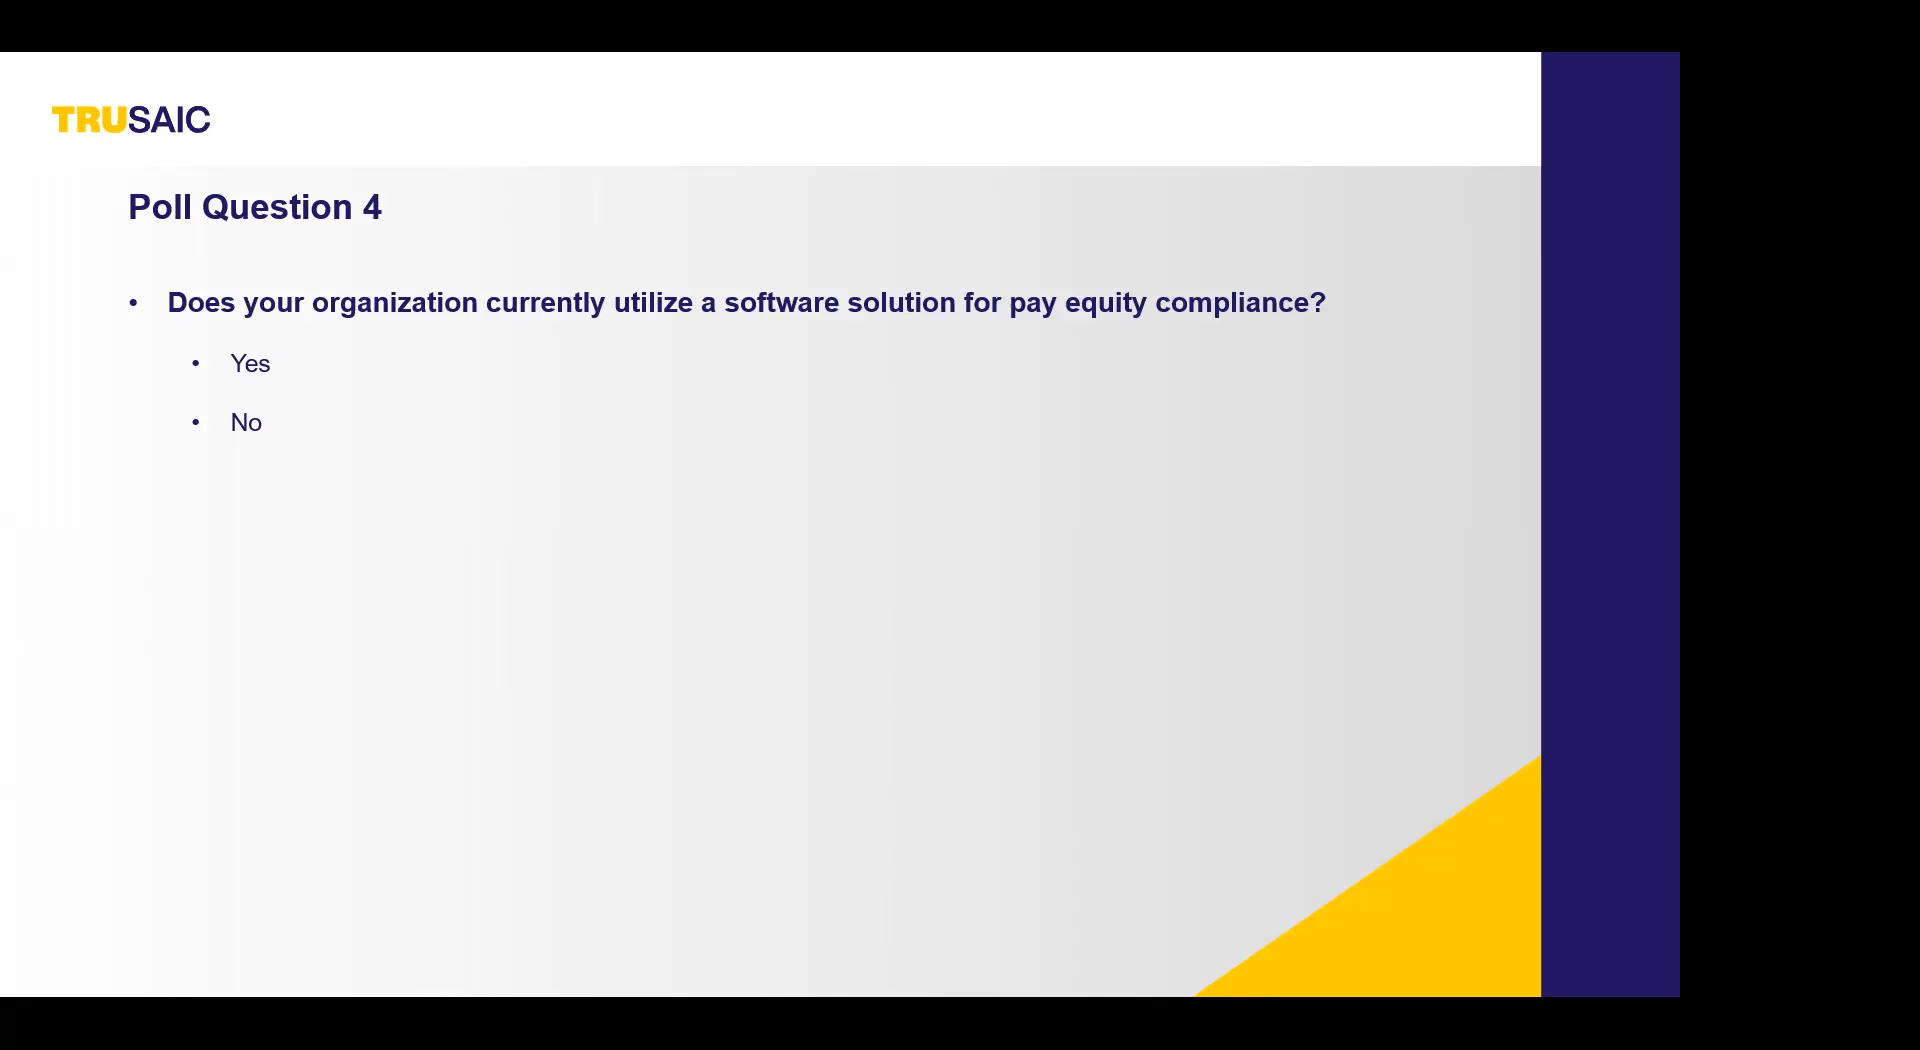 TRUSAIC
Poll Question 4
• Does your organization currently utilize a software solution for pay equity compliance?
• Yes
• No